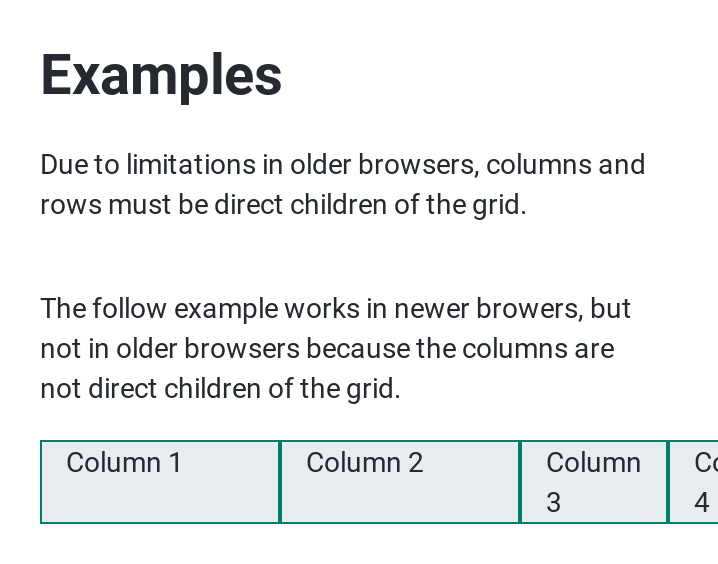 Examples
Due to limitations in older browsers, columns and
rows must be direct children of the grid.
The follow example works in newer browers, but
not in older browsers because the columns are
not direct children of the grid.
Column 1 Column 2 Column
3 4